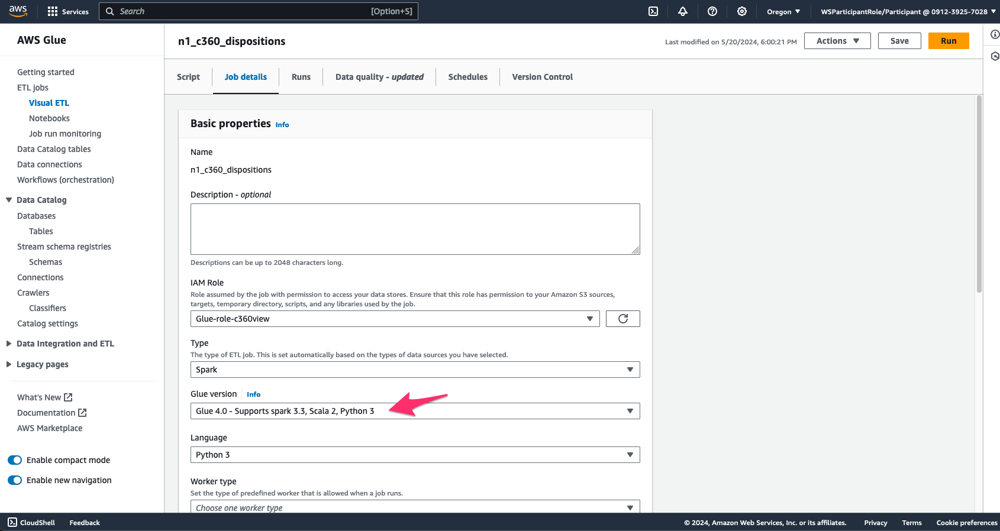 aws
Services
Search
[Option+S]
Oregon
WSParticipantRole/Participant @ 0912-3925-7028
AWS Glue
Getting started
ETL jobs
Visual ETL
Notebooks
Job run monitoring
Data Catalog tables
Data connections
Workflows (orchestration)
Data Catalog
Databases
Tables
Stream schema registries
Schemas
Connections
Crawlers
Classifiers
Catalog settings
Data Integration and ETL
Legacy pages
What's New
Documentation
AWS Marketplace
Enable compact mode
Enable new navigation
n1_c360_dispositions
Last modified on 5/20/2024, 6:00:21 PM
Actions
Save
Run
Script
Job details
Runs
Data quality - updated
Schedules
Version Control
Basic properties Info
Name
n1_c360_dispositions
Description - optional
Descriptions can be up to 2048 characters long.
IAM Role
Role assumed by the job with permission to access your data stores. Ensure that this role has permission to your Amazon S3 sources,
targets, temporary directory, scripts, and any libraries used by the job.
Glue-role-c360view
Type
The type of ETL job. This is set automatically based on the types of data sources you have selected.
Spark
Glue version Info
Glue 4.0 - Supports spark 3.3, Scala 2, Python 3
Language
Python 3
Worker type
Set the type of predefined worker that is allowed when a job runs.
Choose one worker type
CloudShell
Feedback
© 2024, Amazon Web Services, Inc. or its affiliates.
Privacy
Terms
Cookie preferences